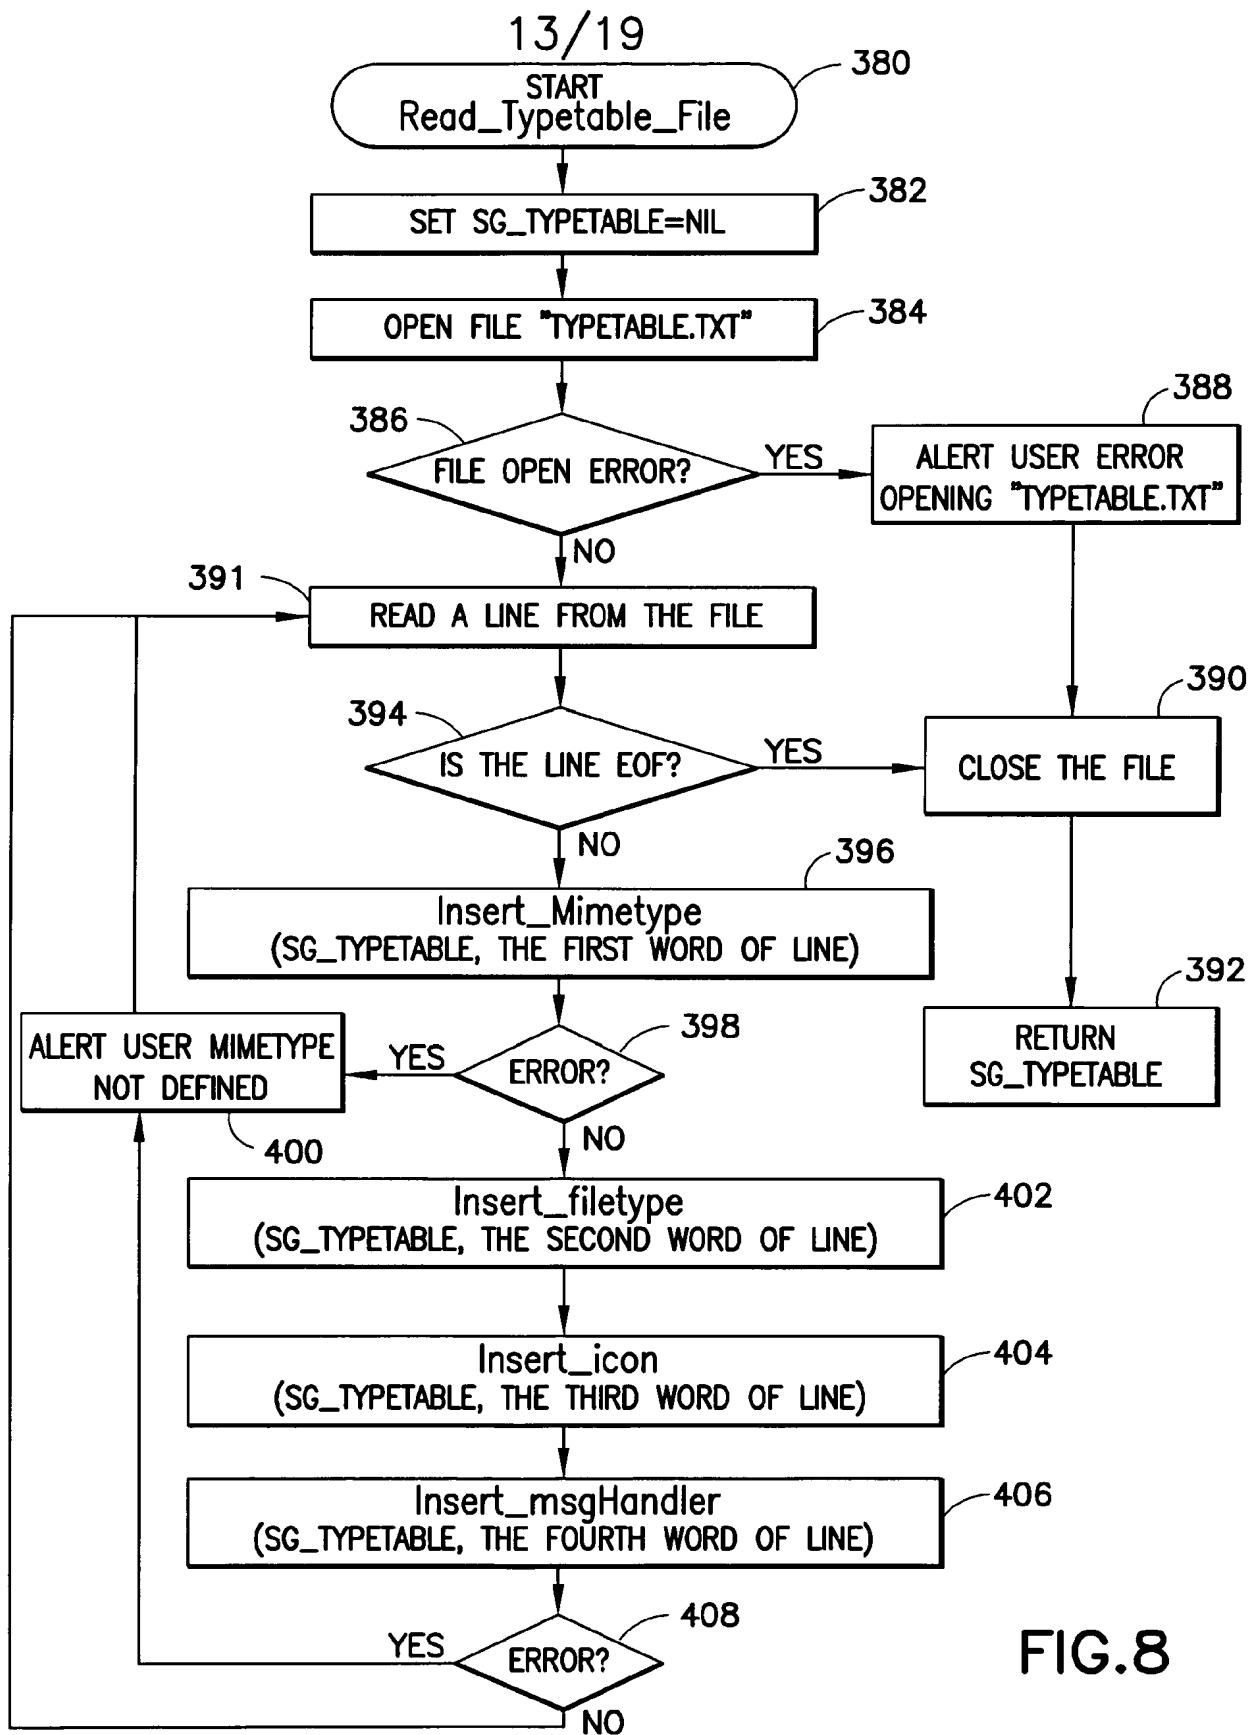 13/19
380
START
Read_Typetable_File
382
SET SG_TYPETABLE=NIL
384
OPEN FILE "TYPETABLE.TXT"
386
FILE OPEN ERROR?
YES
388
ALERT USER ERROR
OPENING "TYPETABLE.TXT"
NO
391
READ A LINE FROM THE FILE
394
IS THE LINE EOF?
YES
390
CLOSE THE FILE
NO
396
Insert_Mimetype
(SG_TYPETABLE, THE FIRST WORD OF LINE)
392
RETURN
SG_TYPETABLE
398
ERROR?
YES
ALERT USER MIMETYPE
NOT DEFINED
400
NO
402
Insert_filetype
(SG_TYPETABLE, THE SECOND WORD OF LINE)
404
Insert_icon
(SG_TYPETABLE, THE THIRD WORD OF LINE)
406
Insert_msgHandler
(SG_TYPETABLE, THE FOURTH WORD OF LINE)
408
YES
ERROR?
NO
FIG.8